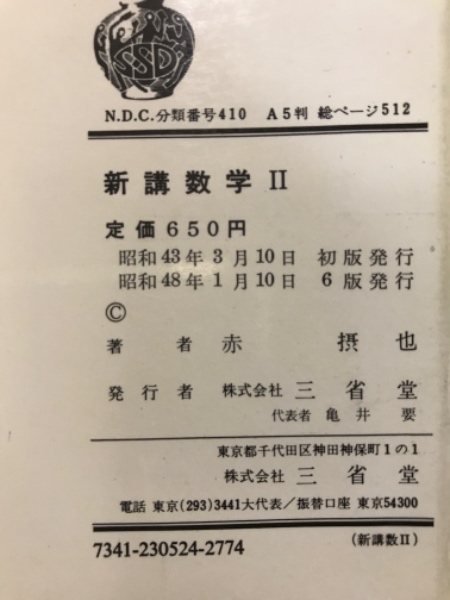 SSD
N.D.C.分類番号410 A5判 総ページ512
新講数学 II
定価650円
昭和43年3月10日 初版発行
昭和48年1月10日 6版発行
©
著者 赤 摂也
発行者 株式会社 三省堂
代表者 亀井 要
東京都千代田区神田神保町1の1
株式会社 三省堂
電話 東京(293)3441大代表/振替口座 東京54300
7341-230524-2774 (新講数II)